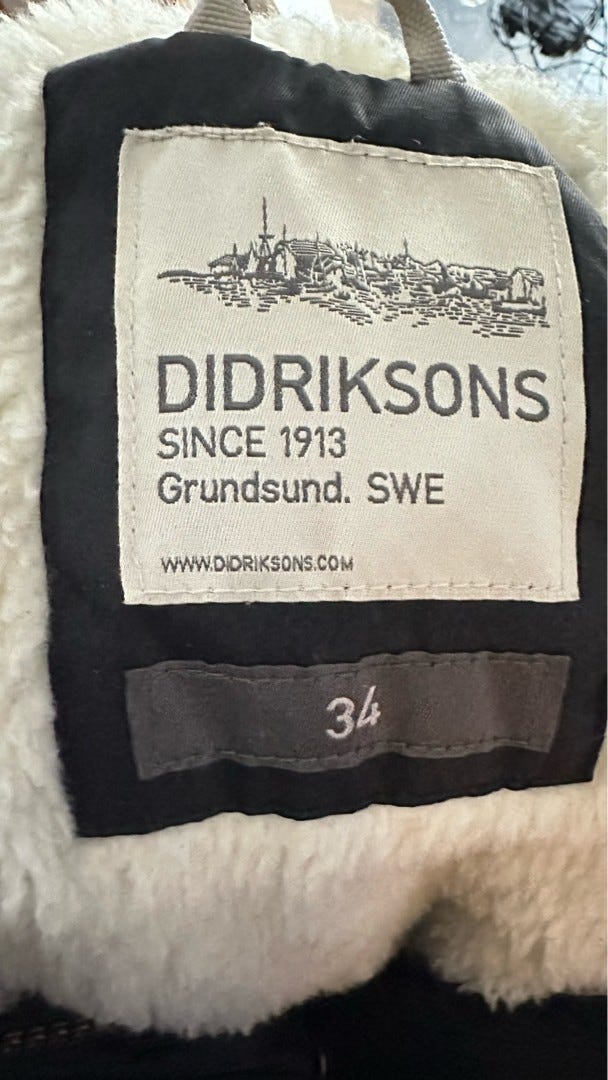 DIDRIKSONS
SINCE 1913
Grundsund. SWE
WWW.DIDRIKSONS.COM
34